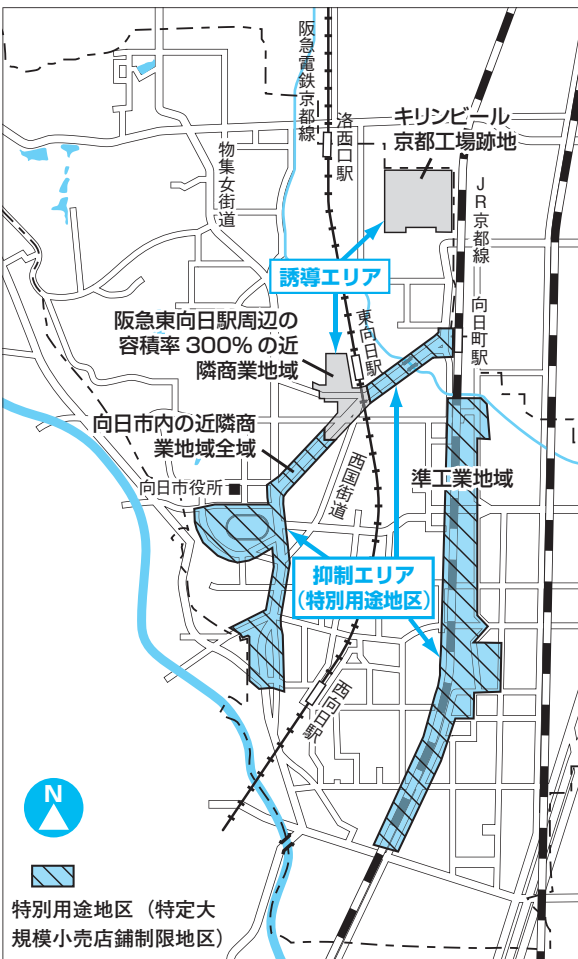 阪急電鉄京都線
洛西口駅
キリンビール
京都工場跡地
物集女街道
JR京都線
向日町駅
誘導エリア
東向日駅
阪急東向日駅周辺の
容積率300%の近
隣商業地域
向日市内の近隣商
業地域全域
向日市役所
西国街道
準工業地域
抑制エリア
(特別用途地区)
西向日駅
N
特別用途地区(特定大
規模小売店舗制限地区)